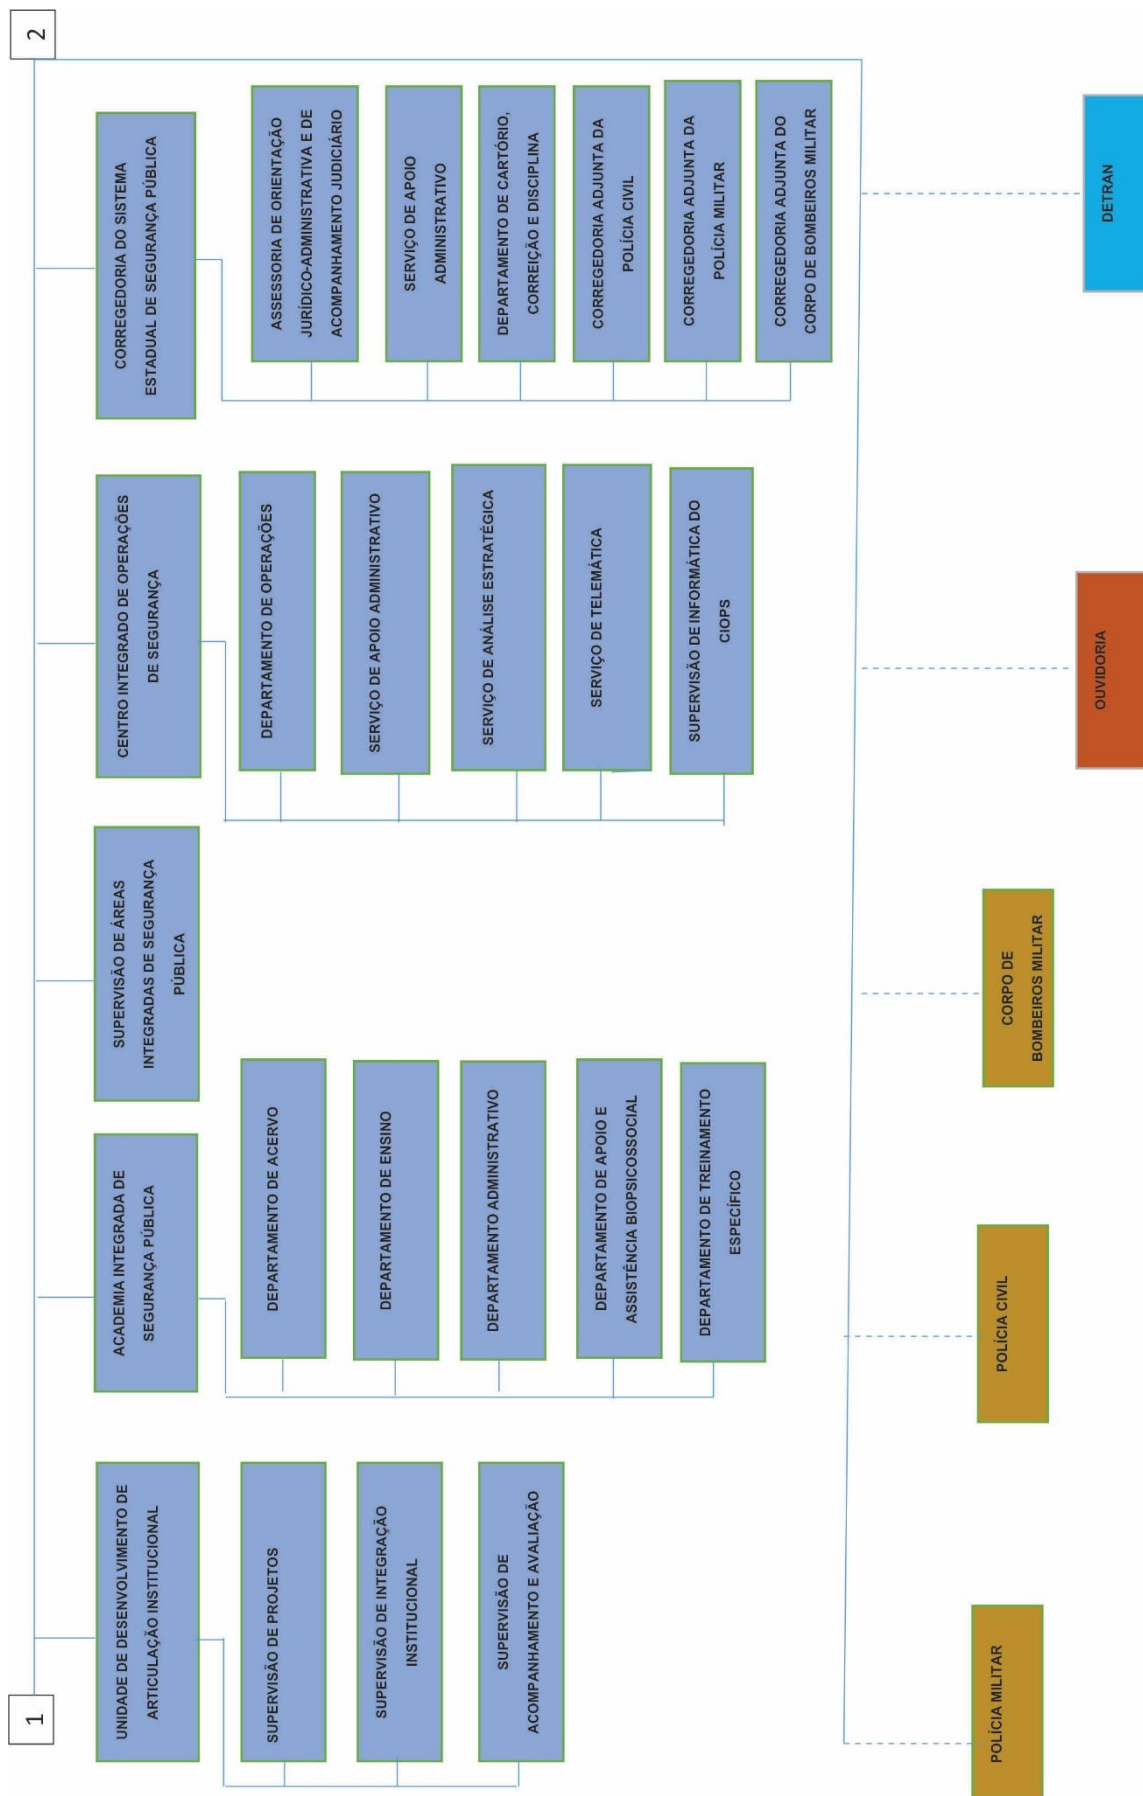 1
2
UNIDADE DE DESENVOLVIMENTO DE
ARTICULAÇÃO INSTITUCIONAL
SUPERVISÃO DE PROJETOS
SUPERVISÃO DE INTEGRAÇÃO
INSTITUCIONAL
SUPERVISÃO DE
ACOMPANHAMENTO E AVALIAÇÃO
ACADEMIA INTEGRADA DE
SEGURANÇA PÚBLICA
DEPARTAMENTO DE ACERVO
DEPARTAMENTO DE ENSINO
DEPARTAMENTO ADMINISTRATIVO
DEPARTAMENTO DE APOIO E
ASSISTÊNCIA BIOPSICOSSOCIAL
DEPARTAMENTO DE TREINAMENTO
ESPECÍFICO
SUPERVISÃO DE ÁREAS
INTEGRADAS DE SEGURANÇA
PÚBLICA
CENTRO INTEGRADO DE OPERAÇÕES
DE SEGURANÇA
DEPARTAMENTO DE OPERAÇÕES
SERVIÇO DE APOIO ADMINISTRATIVO
SERVIÇO DE ANÁLISE ESTRATÉGICA
SERVIÇO DE TELEMÁTICA
SUPERVISÃO DE INFORMÁTICA DO
CIOPS
CORREGEDORIA DO SISTEMA
ESTADUAL DE SEGURANÇA PÚBLICA
ASSESSORIA DE ORIENTAÇÃO
JURÍDICO-ADMINISTRATIVA E DE
ACOMPANHAMENTO JUDICIÁRIO
SERVIÇO DE APOIO
ADMINISTRATIVO
DEPARTAMENTO DE CARTÓRIO,
CORREIÇÃO E DISCIPLINA
CORREGEDORIA ADJUNTA DA
POLÍCIA CIVIL
CORREGEDORIA ADJUNTA DA
POLÍCIA MILITAR
CORREGEDORIA ADJUNTA DO
CORPO DE BOMBEIROS MILITAR
POLÍCIA MILITAR
POLÍCIA CIVIL
CORPO DE
BOMBEIROS MILITAR
OUVIDORIA
DETRAN